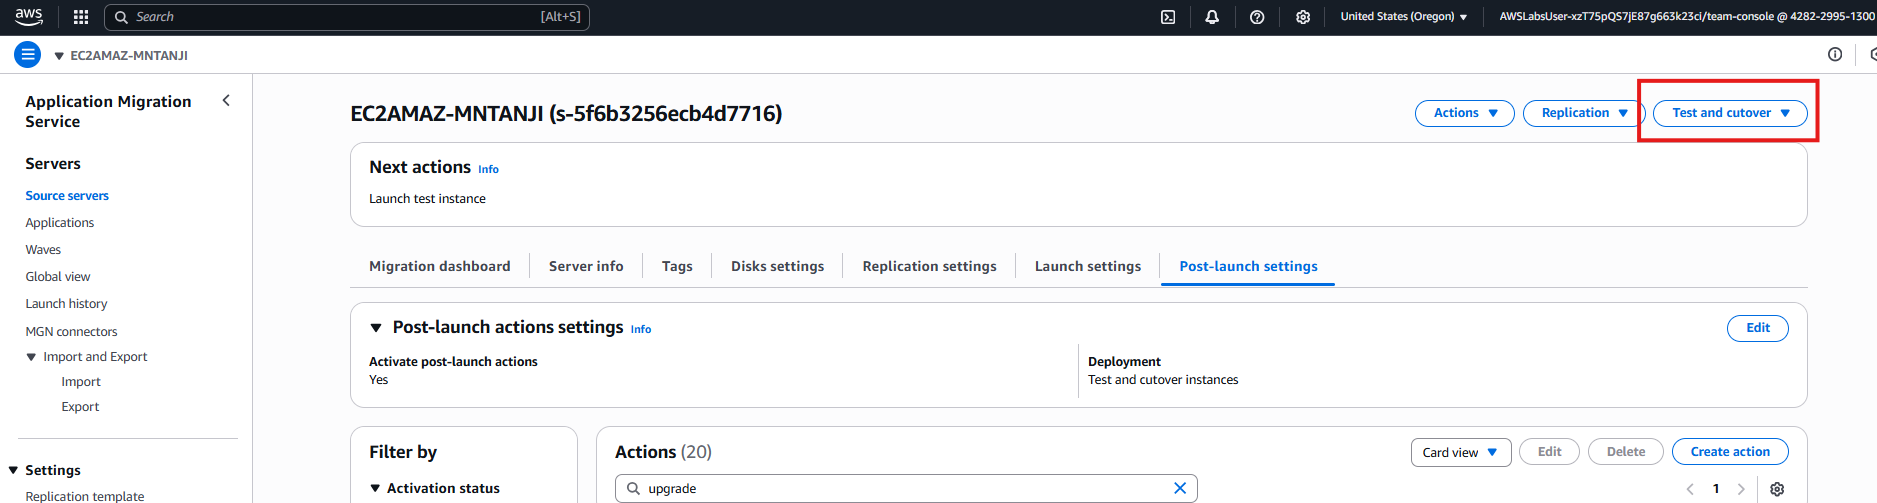 aws
Search [Alt+S]
United States (Oregon)
AWSLabsUser-xzT75pQS7jE87g663k23ci/team-console @ 4282-2995-1300
EC2AMAZ-MNTANJI
Application Migration
Service
Servers
Source servers
Applications
Waves
Global view
Launch history
MGN connectors
Import and Export
Import
Export
Settings
Replication template
EC2AMAZ-MNTANJI (s-5f6b3256ecb4d7716)
Actions
Replication
Test and cutover
Next actions Info
Launch test instance
Migration dashboard
Server info
Tags
Disks settings
Replication settings
Launch settings
Post-launch settings
Post-launch actions settings Info
Edit
Activate post-launch actions
Yes
Deployment
Test and cutover instances
Filter by
Activation status
Actions (20)
Card view
Edit
Delete
Create action
upgrade
1